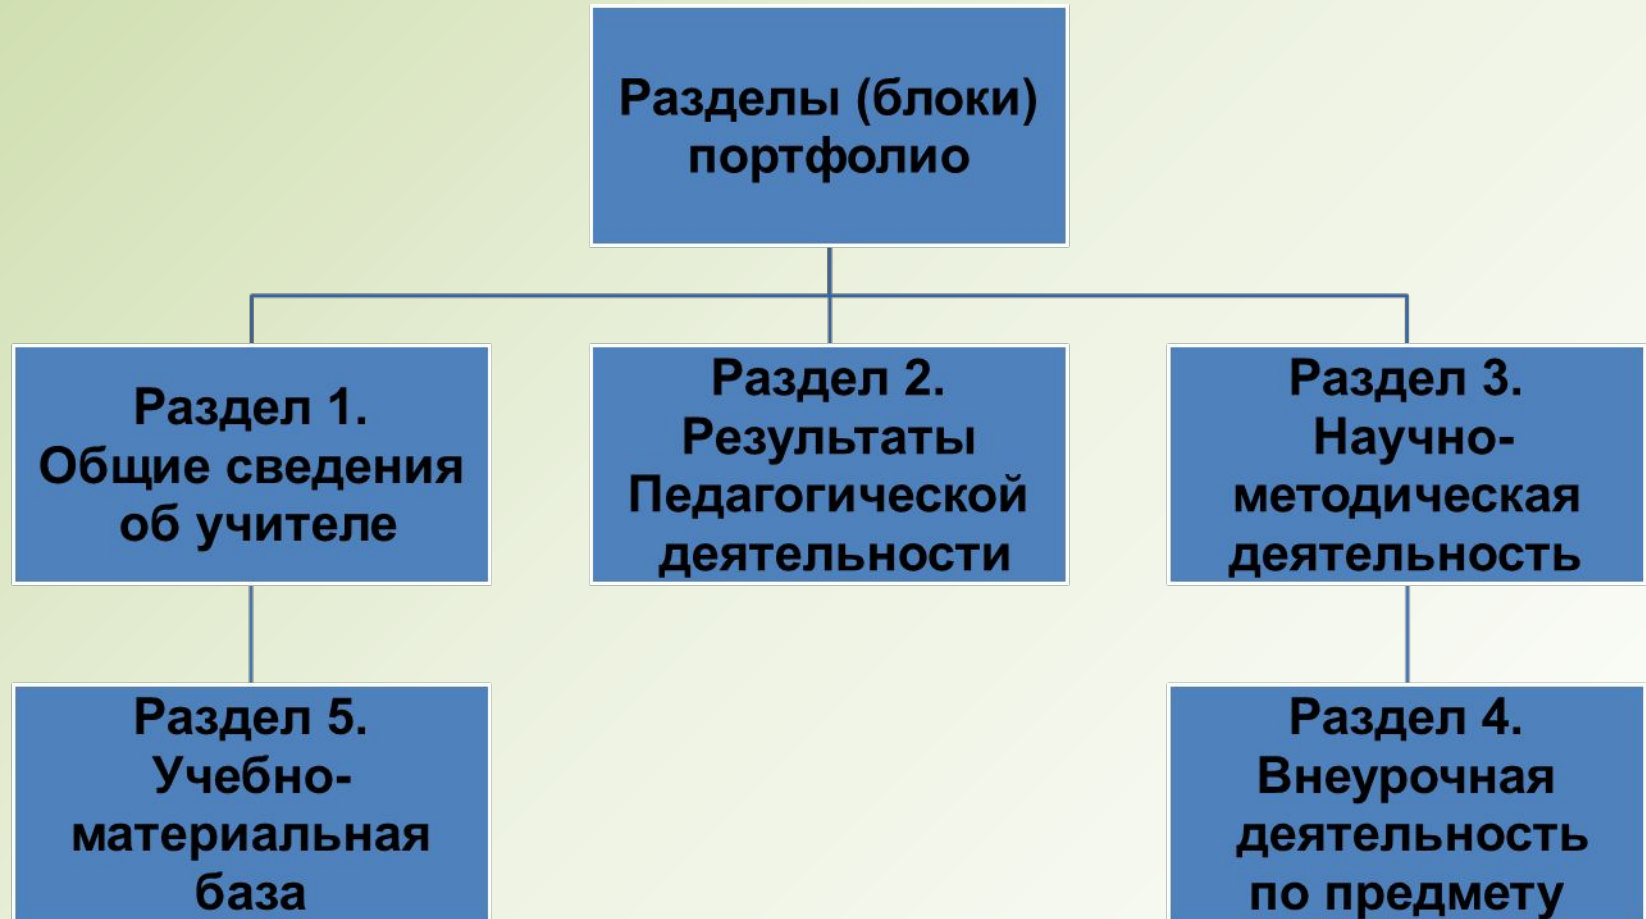 Разделы (блоки)
портфолио
Раздел 1.
Общие сведения
об учителе
Раздел 2.
Результаты
Педагогической
деятельности
Раздел 3.
Научно-
методическая
деятельность
Раздел 5.
Учебно-
материальная
база
Раздел 4.
Внеурочная
деятельность
по предмету